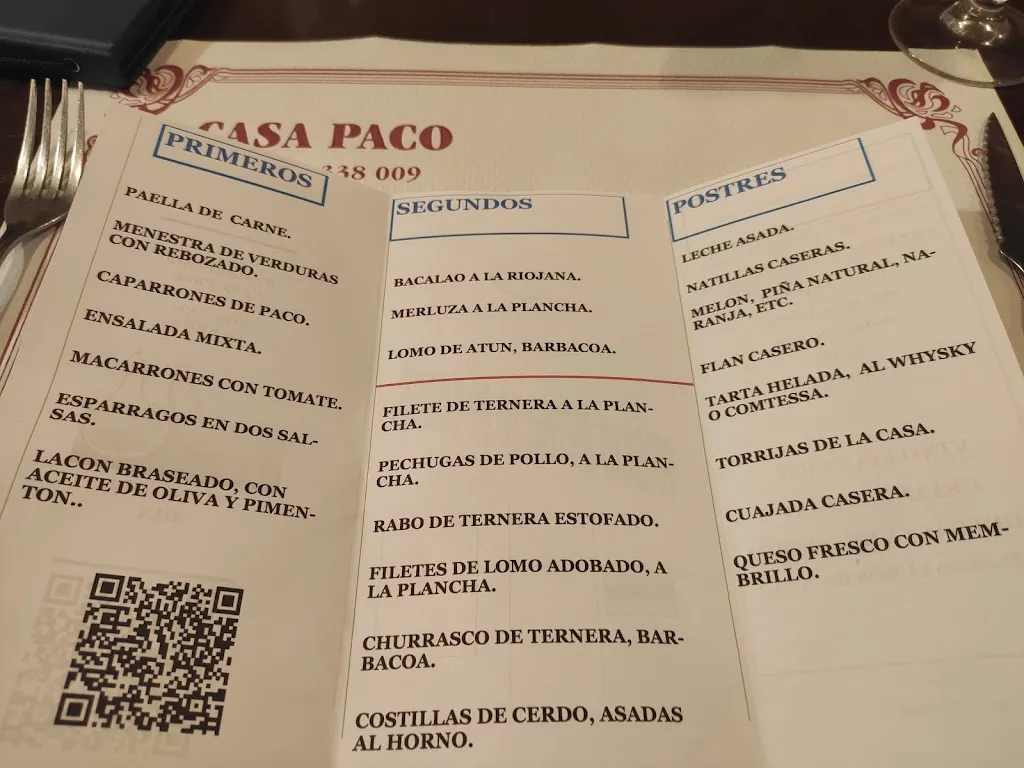 CASA PACO
338 009
PRIMEROS
PAELLA DE CARNE.
MENESTRA DE VERDURAS
CON REBOZADO.
CAPARRONES DE PACO.
ENSALADA MIXTA.
MACARRONES CON TOMATE.
ESPARRAGOS EN DOS SAL-
SAS.
LACON BRASEADO, CON
ACEITE DE OLIVA Y PIMEN-
TON..
SEGUNDOS
BACALAO A LA RIOJANA.
MERLUZA A LA PLANCHA.
LOMO DE ATUN, BARBACOA.
FILETE DE TERNERA A LA PLAN-
CHA.
PECHUGAS DE POLLO, A LA PLAN-
CHA.
RABO DE TERNERA ESTOFADO.
FILETES DE LOMO ADOBADO, A
LA PLANCHA.
CHURRASCO DE TERNERA, BAR-
BACOA.
COSTILLAS DE CERDO, ASADAS
AL HORNO.
POSTRES
LECHE ASADA.
NATILLAS CASERAS.
MELON, PIÑA NATURAL, NA-
RANJA, ETC.
FLAN CASERO.
TARTA HELADA, AL WHYSKY
O COMTESSA.
TORRIJAS DE LA CASA.
CUAJADA CASERA.
QUESO FRESCO CON MEM-
BRILLO.